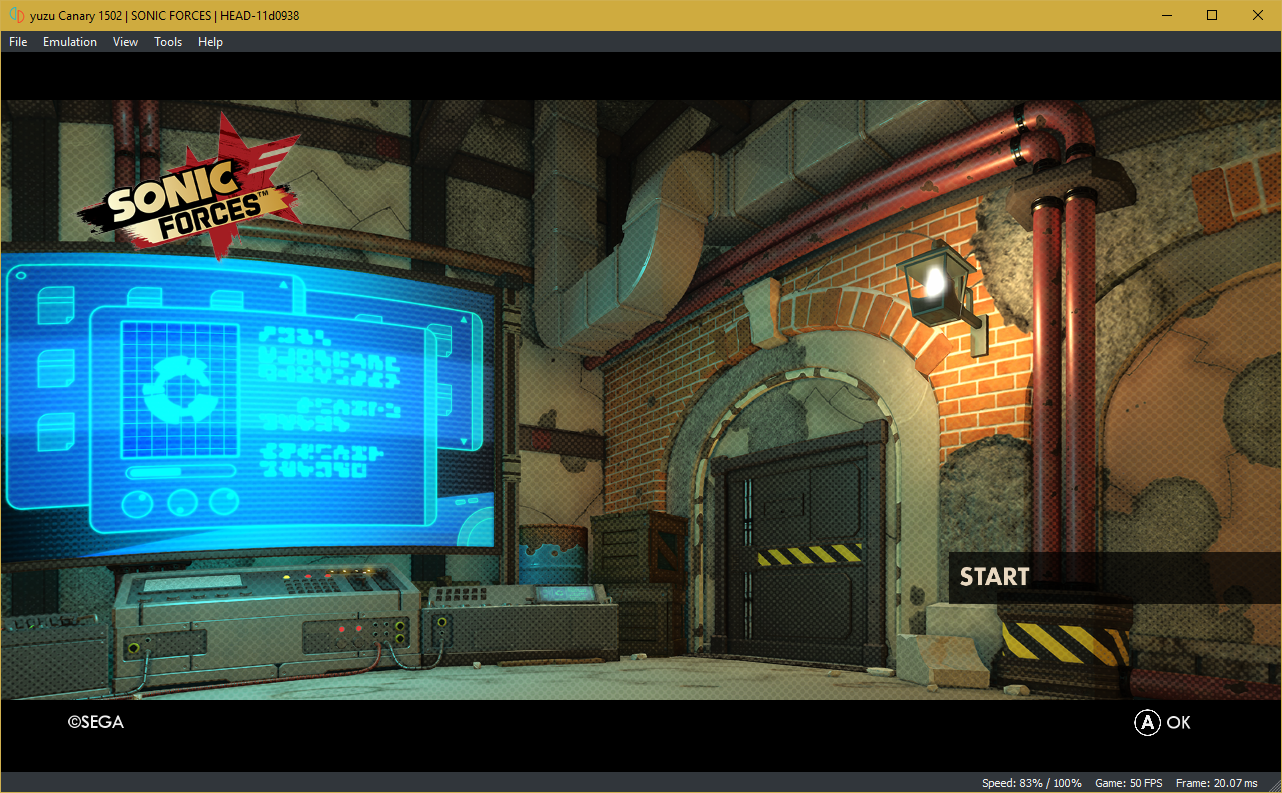 yuzu Canary 1502 | SONIC FORCES | HEAD-11d0938
File Emulation View Tools Help
SONIC
FORCES™
START
©SEGA
A OK
Speed: 83% / 100% Game: 50 FPS Frame: 20.07 ms